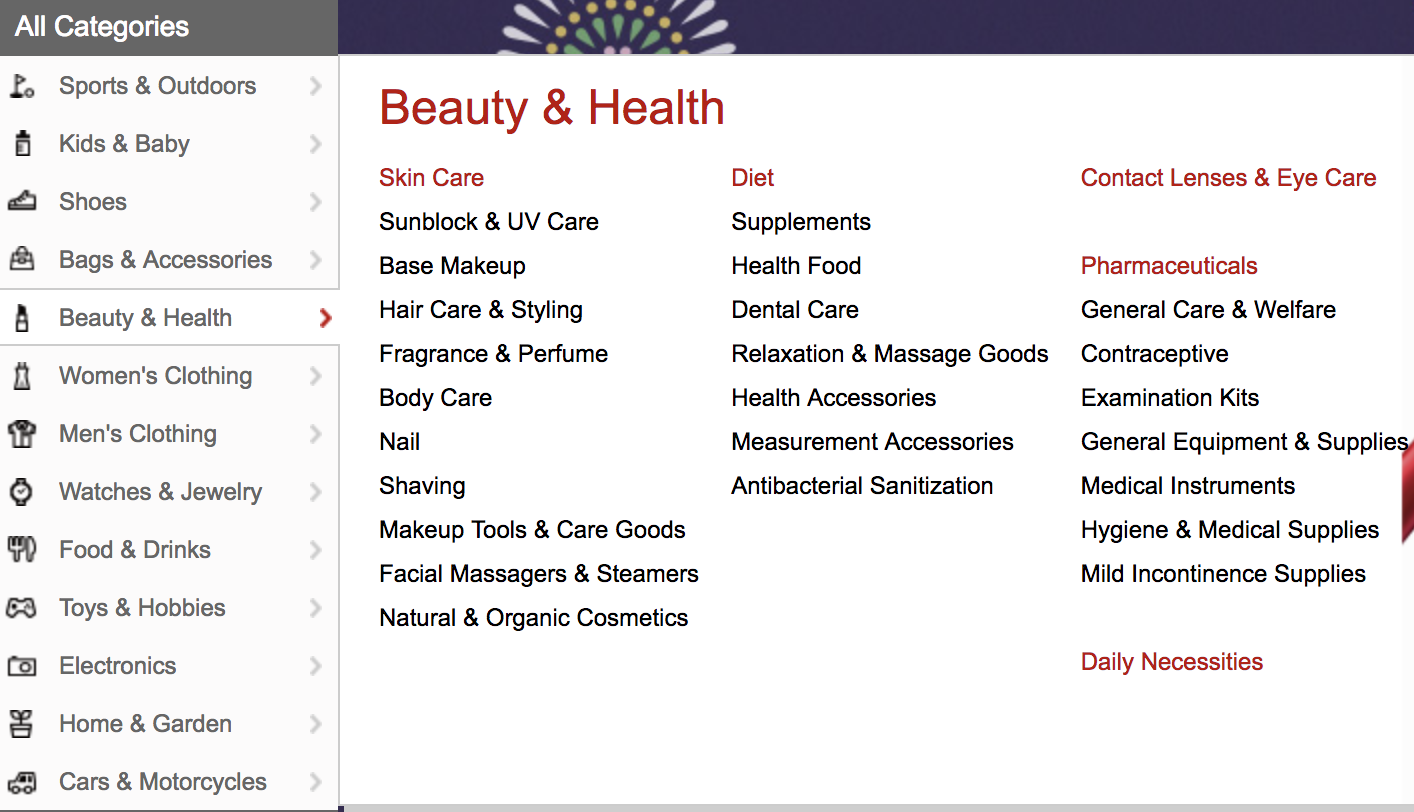 All Categories
Sports & Outdoors
Kids & Baby
Shoes
Bags & Accessories
Beauty & Health
Women's Clothing
Men's Clothing
Watches & Jewelry
Food & Drinks
Toys & Hobbies
Electronics
Home & Garden
Cars & Motorcycles
Beauty & Health
Skin Care
Sunblock & UV Care
Base Makeup
Hair Care & Styling
Fragrance & Perfume
Body Care
Nail
Shaving
Makeup Tools & Care Goods
Facial Massagers & Steamers
Natural & Organic Cosmetics
Diet
Supplements
Health Food
Dental Care
Relaxation & Massage Goods
Health Accessories
Measurement Accessories
Antibacterial Sanitization
Contact Lenses & Eye Care
Pharmaceuticals
General Care & Welfare
Contraceptive
Examination Kits
General Equipment & Supplies
Medical Instruments
Hygiene & Medical Supplies
Mild Incontinence Supplies
Daily Necessities